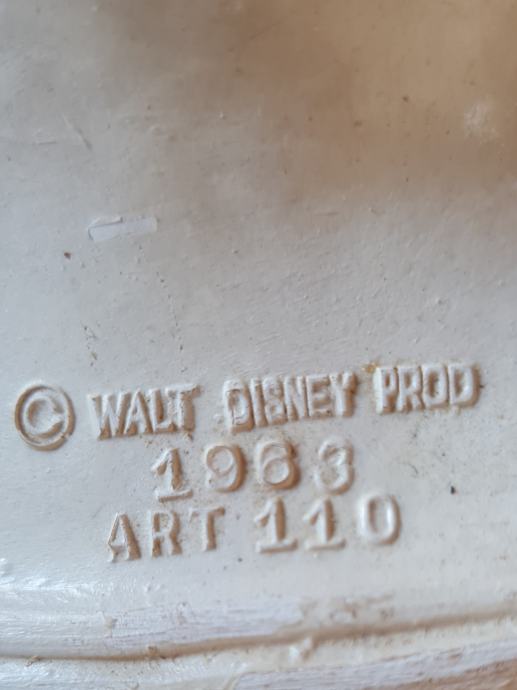 © WALT DISNEY PROD
1963
ART 110